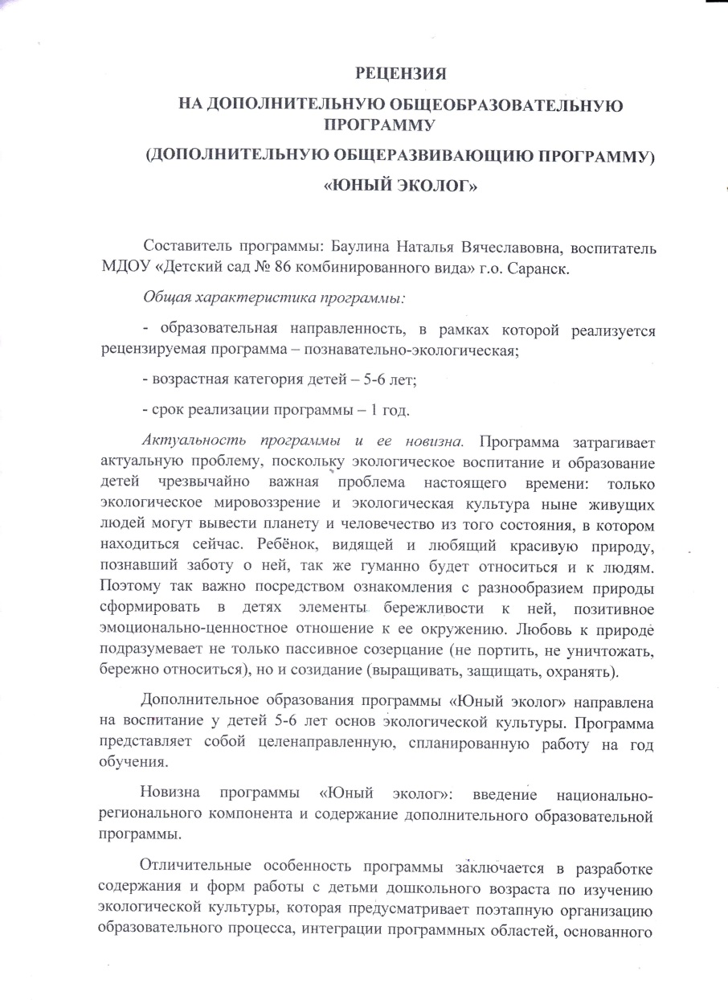 РЕЦЕНЗИЯ
НА ДОПОЛНИТЕЛЬНУЮ ОБЩЕОБРАЗОВАТЕЛЬНУЮ
ПРОГРАММУ
(ДОПОЛНИТЕЛЬНУЮ ОБЩЕРАЗВИВАЮЩИЮ ПРОГРАММУ)
«ЮНЫЙ ЭКОЛОГ»
Составитель программы: Баулина Наталья Вячеславовна, воспитатель
МДОУ «Детский сад № 86 комбинированного вида» г.о. Саранск.
Общая характеристика программы:
- образовательная направленность, в рамках которой реализуется
рецензируемая программа – познавательно-экологическая;
- возрастная категория детей – 5-6 лет;
- срок реализации программы – 1 год.
Актуальность программы и ее новизна. Программа затрагивает
актуальную проблему, поскольку экологическое воспитание и образование
детей чрезвычайно важная проблема настоящего времени: только
экологическое мировоззрение и экологическая культура ныне живущих
людей могут вывести планету и человечество из того состояния, в котором
находиться сейчас. Ребёнок, видящей и любящий красивую природу,
познавший заботу о ней, так же гуманно будет относиться и к людям.
Поэтому так важно посредством ознакомления с разнообразием природы
сформировать в детях элементы бережливости к ней, позитивное
эмоционально-ценностное отношение к ее окружению. Любовь к природе
подразумевает не только пассивное созерцание (не портить, не уничтожать,
бережно относиться), но и созидание (выращивать, защищать, охранять).
Дополнительное образования программы «Юный эколог» направлена
на воспитание у детей 5-6 лет основ экологической культуры. Программа
представляет собой целенаправленную, спланированную работу на год
обучения.
Новизна программы «Юный эколог»: введение национально-
регионального компонента и содержание дополнительного образовательной
программы.
Отличительные особенность программы заключается в разработке
содержания и форм работы с детьми дошкольного возраста по изучению
экологической культуры, которая предусматривает поэтапную организацию
образовательного процесса, интеграции программных областей, основанного